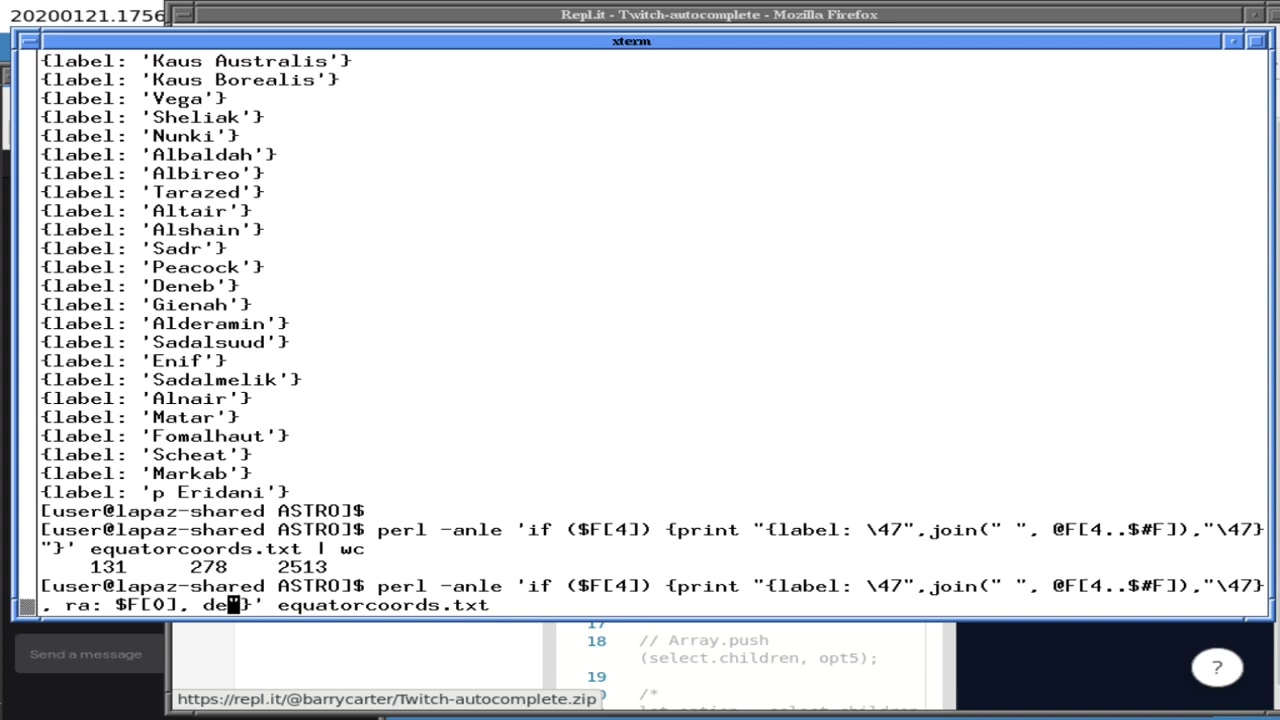 20200121.1756
Repl.it - Twitch-autocomplete - Mozilla Firefox
xterm
{label: 'Kaus Australis'}
{label: 'Kaus Borealis'}
{label: 'Vega'}
{label: 'Sheliak'}
{label: 'Nunki'}
{label: 'Albaldah'}
{label: 'Albireo'}
{label: 'Tarazed'}
{label: 'Altair'}
{label: 'Alshain'}
{label: 'Sadr'}
{label: 'Peacock'}
{label: 'Deneb'}
{label: 'Gienah'}
{label: 'Alderamin'}
{label: 'Sadalsuud'}
{label: 'Enif'}
{label: 'Sadalmelik'}
{label: 'Alnair'}
{label: 'Matar'}
{label: 'Fomalhaut'}
{label: 'Scheat'}
{label: 'Markab'}
{label: 'p Eridani'}
[user@lapaz-shared ASTRO]$
[user@lapaz-shared ASTRO]$ perl -anle 'if ($F[4]) {print "{label: \47",join(" ", @F[4..$#F]),"\47}
"}' equatorcoords.txt | wc
131 278 2513
[user@lapaz-shared ASTRO]$ perl -anle 'if ($F[4]) {print "{label: \47",join(" ", @F[4..$#F]),"\47}
, ra: $F[0], de"}' equatorcoords.txt
17
18 // Array.push
(select.children, opt5);
19
/*
Send a message
?
https://repl.it/@barrycarter/Twitch-autocomplete.zip